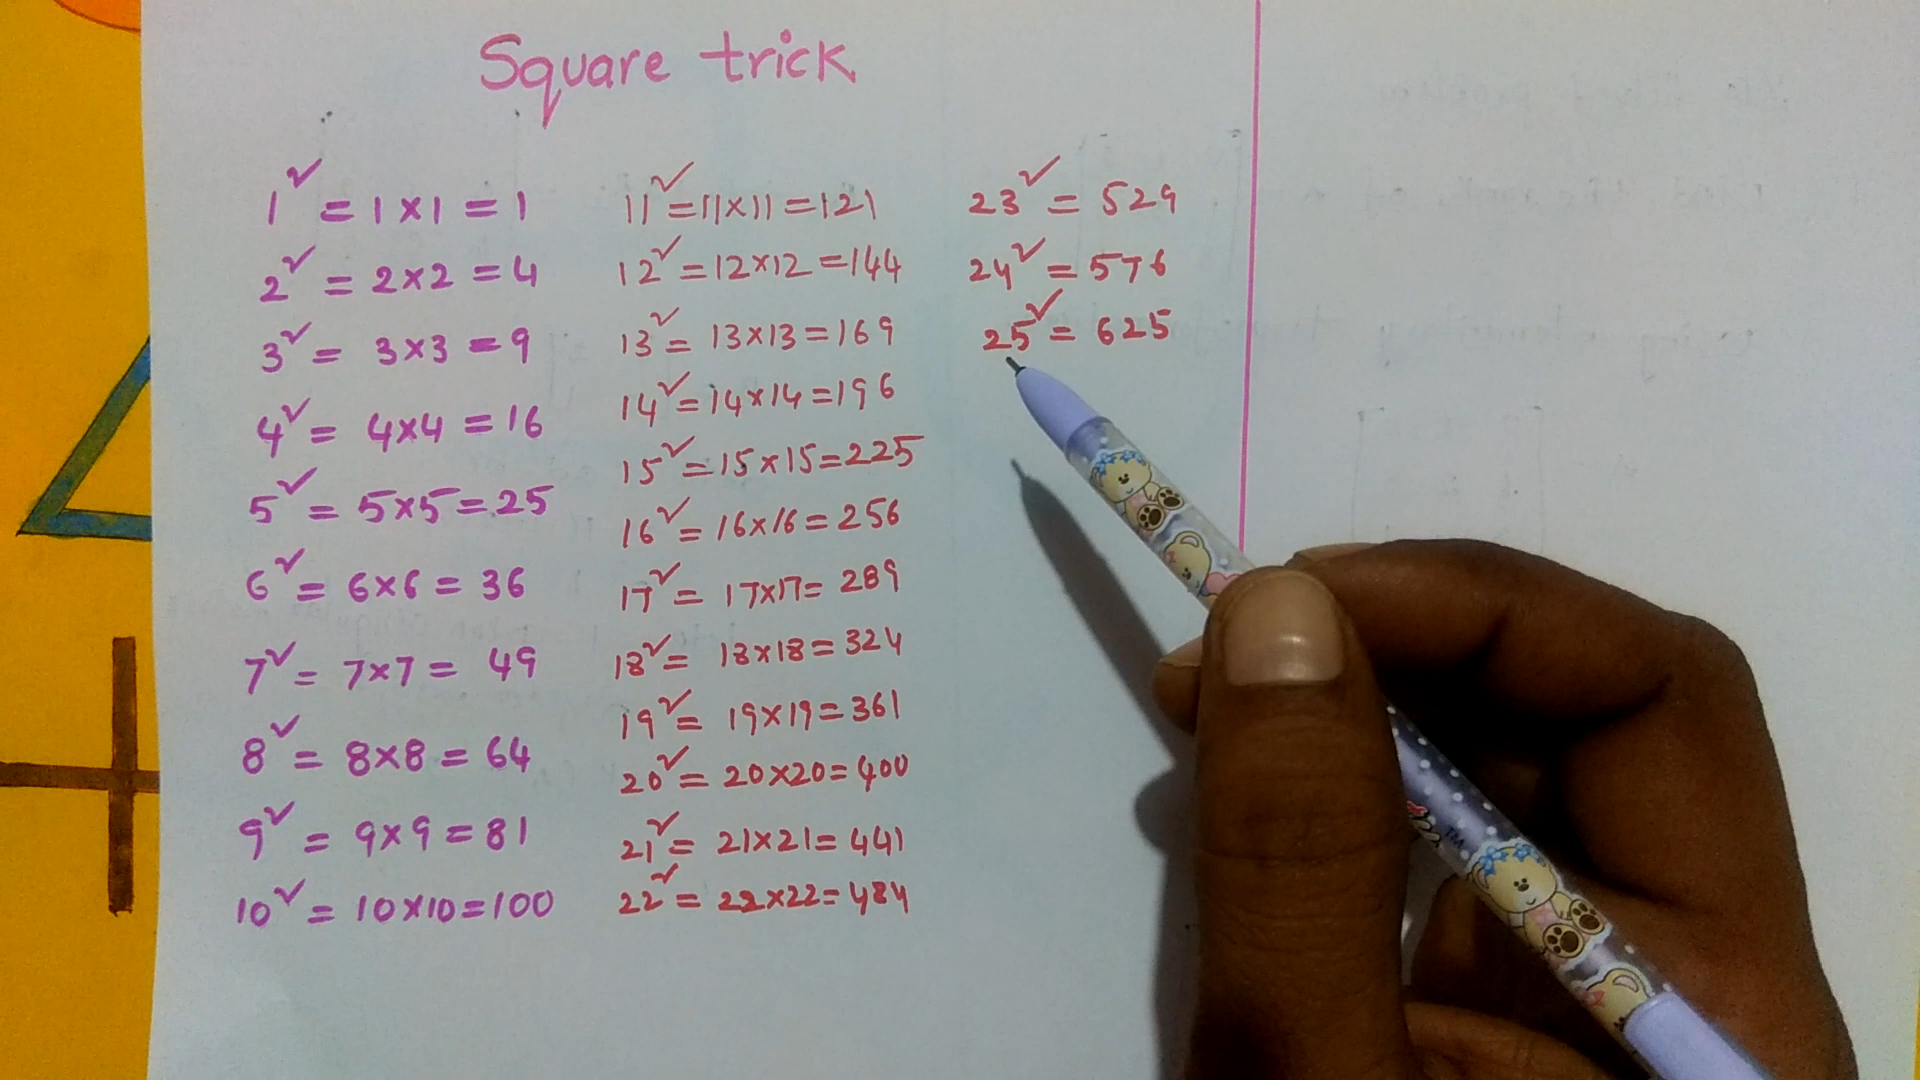 Square trick
1² = 1×1 = 1
2² = 2×2 = 4
3² = 3×3 = 9
4² = 4×4 = 16
5² = 5×5 = 25
6² = 6×6 = 36
7² = 7×7 = 49
8² = 8×8 = 64
9² = 9×9 = 81
10² = 10×10 = 100
11² = 11×11 = 121
12² = 12×12 = 144
13² = 13×13 = 169
14² = 14×14 = 196
15² = 15×15 = 225
16² = 16×16 = 256
17² = 17×17 = 289
18² = 18×18 = 324
19² = 19×19 = 361
20² = 20×20 = 400
21² = 21×21 = 441
22² = 22×22 = 484
23² = 529
24² = 576
25² = 625
TM